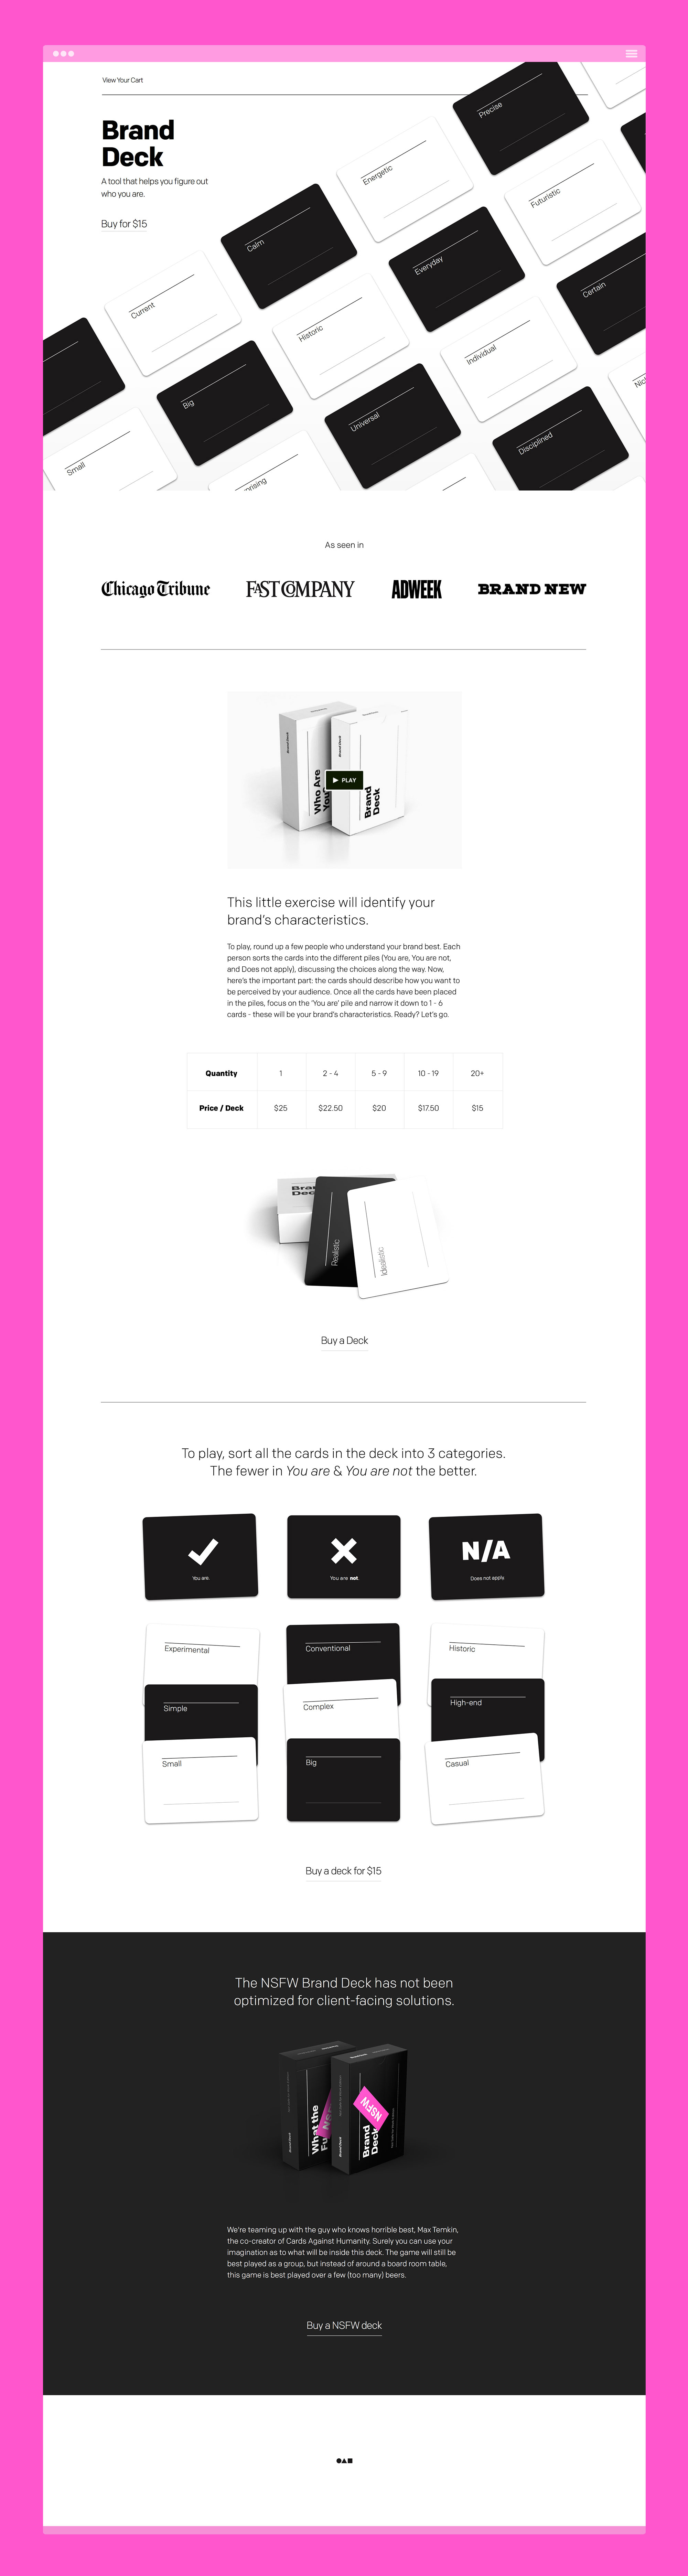 View Your Cart
Brand
Deck
A tool that helps you figure out
who you are.
Buy for $15
Precise
Energetic
Futuristic
Calm
Everyday
Certain
Current
Historic
Individual
Big
Universal
Disciplined
Small
As seen in
Chicago Tribune
FAST COMPANY
ADWEEK
BRAND NEW
Brand Deck
Brand Deck
Who Are
You
Brand
Deck
PLAY
This little exercise will identify your
brand's characteristics.
To play, round up a few people who understand your brand best. Each
person sorts the cards into the different piles (You are, You are not,
and Does not apply), discussing the choices along the way. Now,
here's the important part: the cards should describe how you want to
be perceived by your audience. Once all the cards have been placed
in the piles, focus on the 'You are' pile and narrow it down to 1 - 6
cards - these will be your brand's characteristics. Ready? Let's go.
Quantity 1 2 - 4 5 - 9 10 - 19 20+
Price / Deck $25 $22.50 $20 $17.50 $15
Realistic
Idealistic
Buy a Deck
To play, sort all the cards in the deck into 3 categories.
The fewer in You are & You are not the better.
You are.
You are not.
N/A
Does not apply.
Experimental
Conventional
Historic
Simple
Complex
High-end
Small
Big
Casual
Buy a deck for $15
The NSFW Brand Deck has not been
optimized for client-facing solutions.
What the
Brand
Deck
NSFW
We're teaming up with the guy who knows horrible best, Max Temkin,
the co-creator of Cards Against Humanity. Surely you can use your
imagination as to what will be inside this deck. The game will still be
best played as a group, but instead of around a board room table,
this game is best played over a few (too many) beers.
Buy a NSFW deck